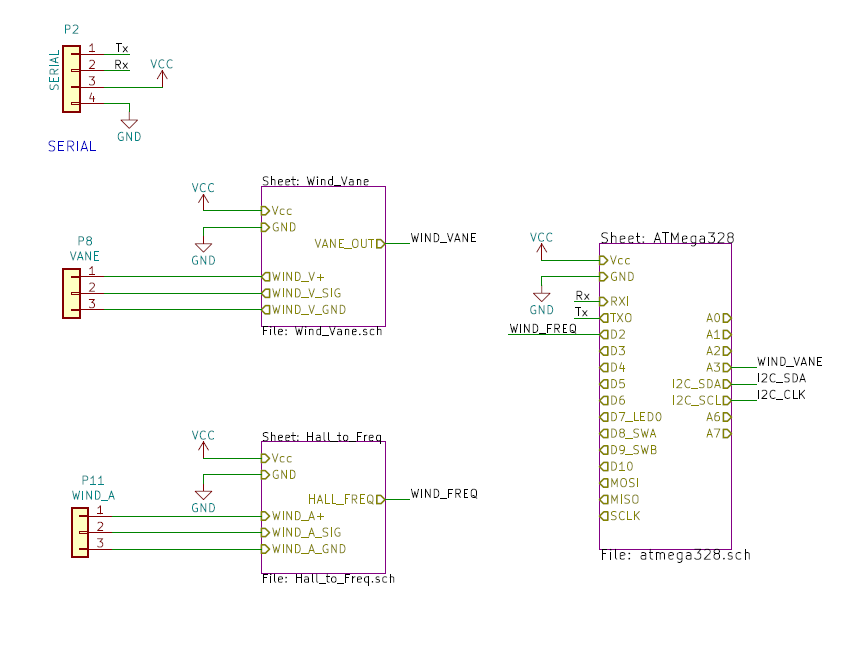 P2
SERIAL
1 Tx
2 Rx
3
4
VCC
GND
SERIAL
Sheet: Wind_Vane
VCC
Vcc
GND
GND
VANE_OUT
WIND_VANE
P8
VANE
1
2
3
WIND_V+
WIND_V_SIG
WIND_V_GND
File: Wind_Vane.sch
Sheet: Hall_to_Freq
VCC
Vcc
GND
GND
HALL_FREQ
WIND_FREQ
P11
WIND_A
1
2
3
WIND_A+
WIND_A_SIG
WIND_A_GND
File: Hall_to_Freq.sch
Sheet: ATMega328
VCC
Vcc
GND
GND
Rx
RXI
Tx
TXO
WIND_FREQ
D2
D3
D4
D5
D6
D7_LED0
D8_SWA
D9_SWB
D10
MOSI
MISO
SCLK
A0
A1
A2
A3
WIND_VANE
I2C_SDA
I2C_SDA
I2C_SCL
I2C_CLK
A6
A7
File: atmega328.sch